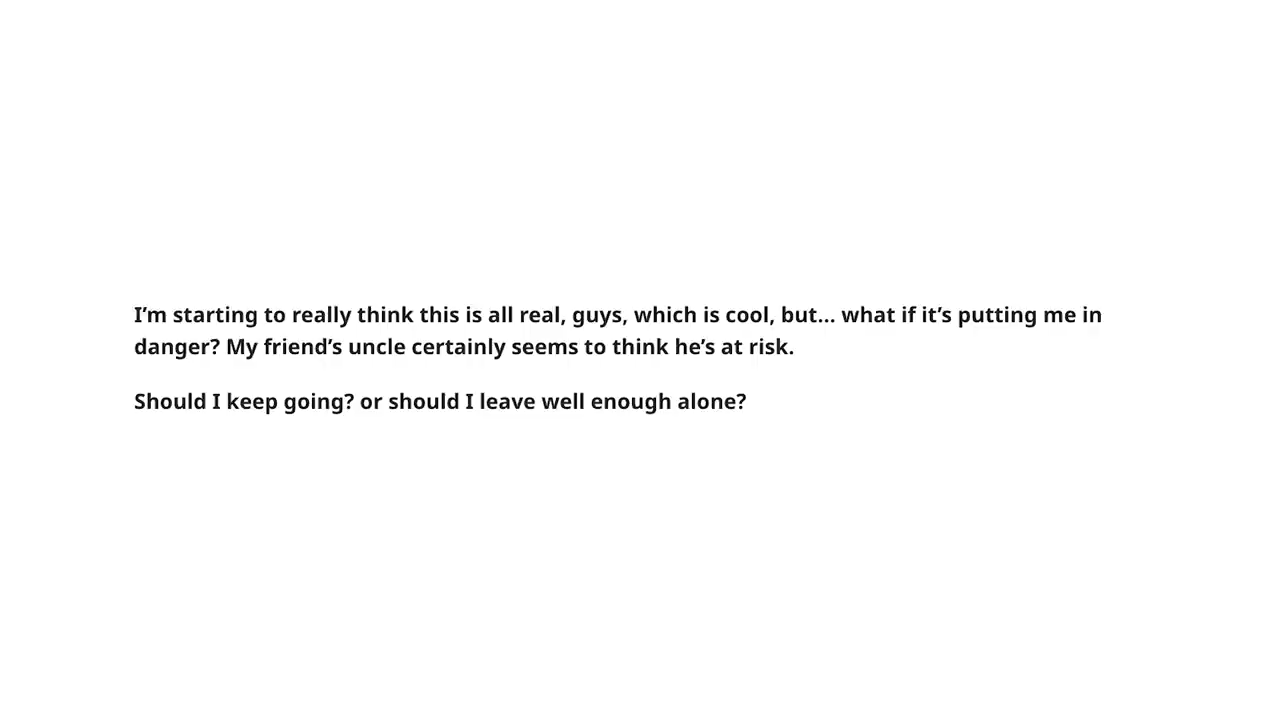 I’m starting to really think this is all real, guys, which is cool, but... what if it’s putting me in
danger? My friend’s uncle certainly seems to think he’s at risk.
Should I keep going? or should I leave well enough alone?